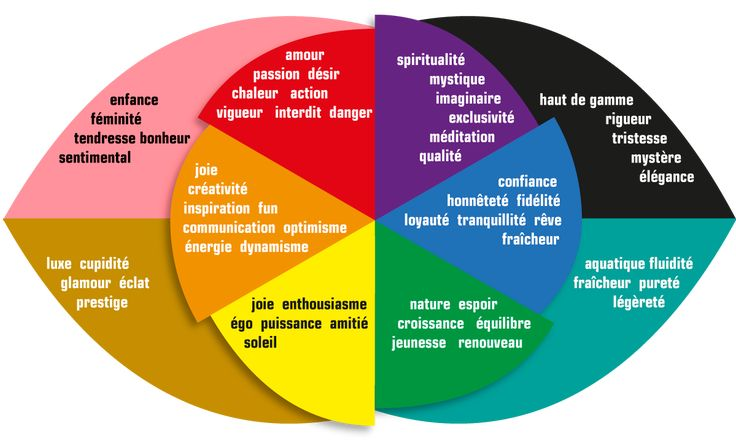 amour
passion désir
chaleur action
vigueur interdit danger
spiritualité
mystique
imaginaire
exclusivité
méditation
qualité
enfance
féminité
tendresse bonheur
sentimental
haut de gamme
rigueur
tristesse
mystère
élégance
joie
créativité
inspiration fun
communication optimisme
énergie dynamisme
confiance
honnêteté fidélité
loyauté tranquillité rêve
fraîcheur
luxe cupidité
glamour éclat
prestige
joie enthousiasme
égo puissance amitié
soleil
nature espoir
croissance équilibre
jeunesse renouveau
aquatique fluidité
fraîcheur pureté
légèreté